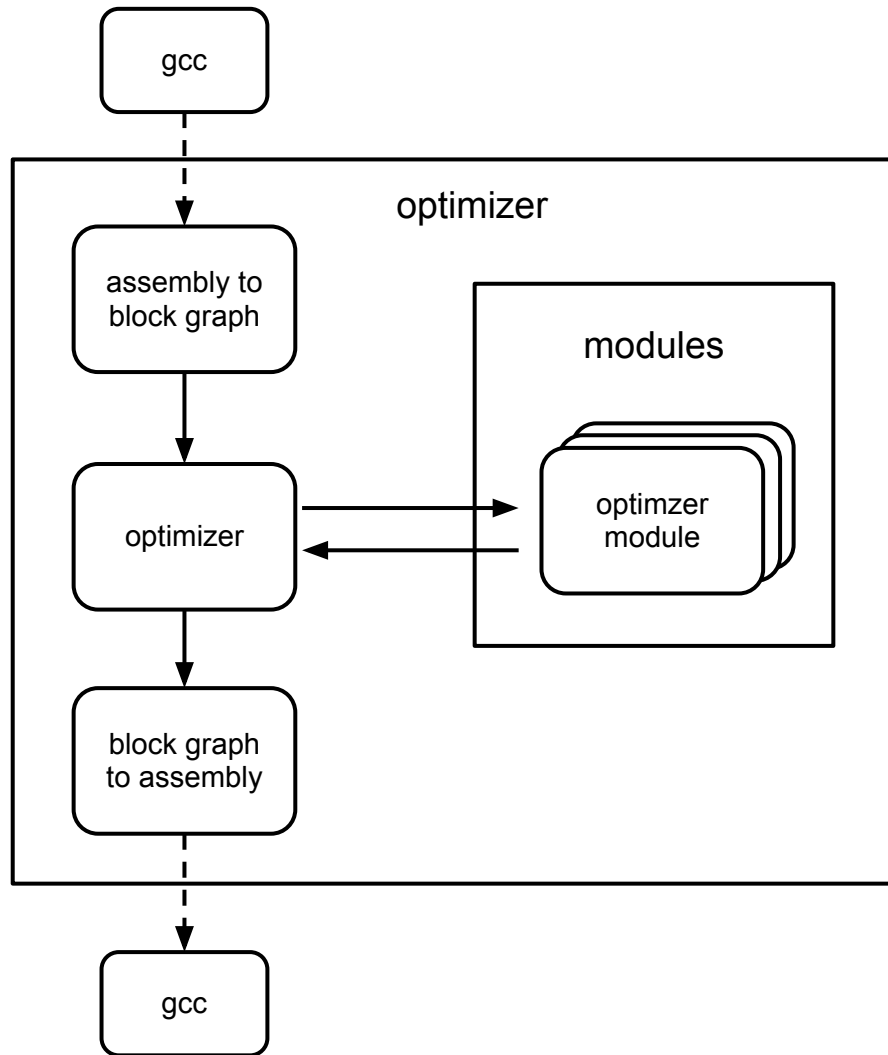 gcc
optimizer
assembly to
block graph
modules
optimizer
optimzer
module
block graph
to assembly
gcc